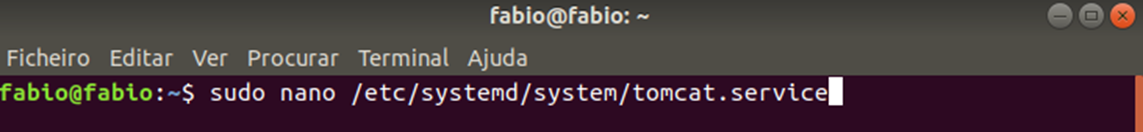 fabio@fabio: ~
Ficheiro Editar Ver Procurar Terminal Ajuda
fabio@fabio:~$ sudo nano /etc/systemd/system/tomcat.service